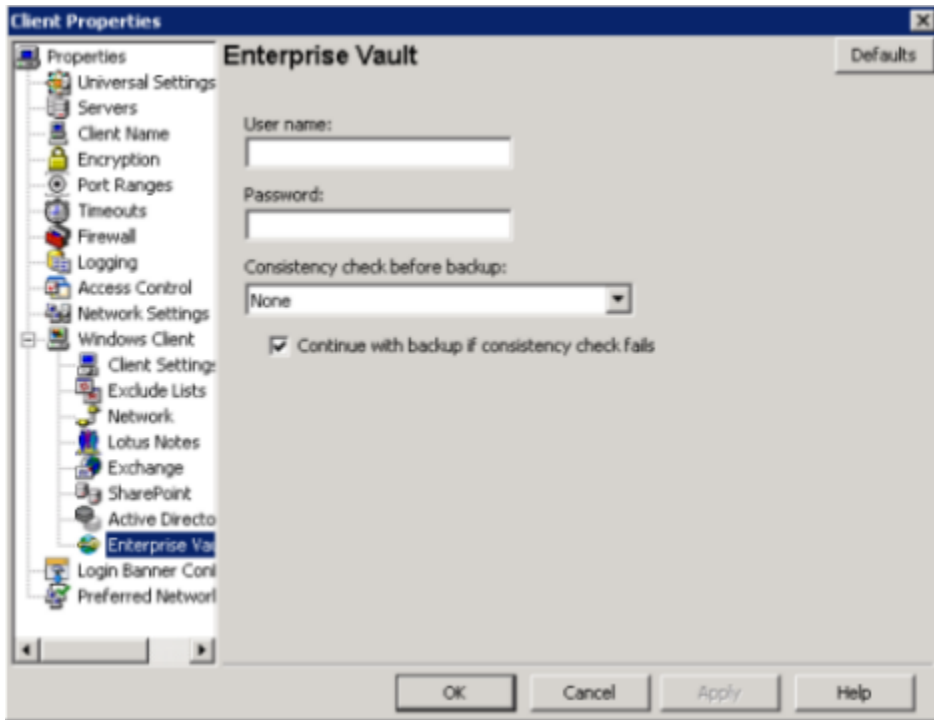 Client Properties
Properties
Universal Settings
Servers
Client Name
Encryption
Port Ranges
Timeouts
Firewall
Logging
Access Control
Network Settings
Windows Client
Client Setting
Exclude Lists
Network
Lotus Notes
Exchange
SharePoint
Active Directo
Enterprise Vau
Login Banner Con
Preferred Networ
Enterprise Vault
Defaults
User name:
Password:
Consistency check before backup:
None
Continue with backup if consistency check fails
OK
Cancel
Apply
Help